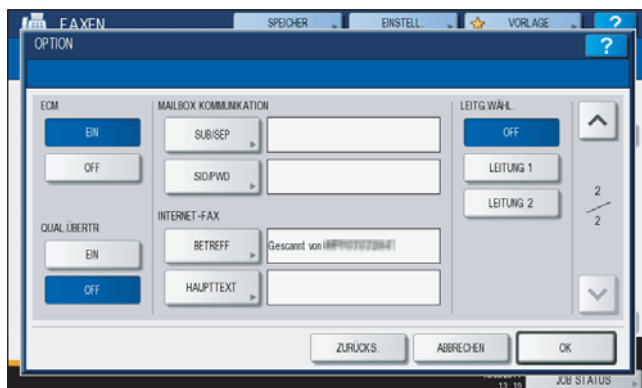 FAXEN
SPEICHER
EINSTELL.
VORLAGE
?
OPTION
?
ECM
EIN
OFF
QUAL.ÜBERTR
EIN
OFF
MAILBOX KOMMUNIKATION
SUB/SEP
SID/PWD
INTERNET-FAX
BETREFF
Gescannt von
HAUPTTEXT
LEITG.WÄHL.
OFF
LEITUNG 1
LEITUNG 2
2
2
ZURÜCKS.
ABBRECHEN
OK
13:19
JOB STATUS